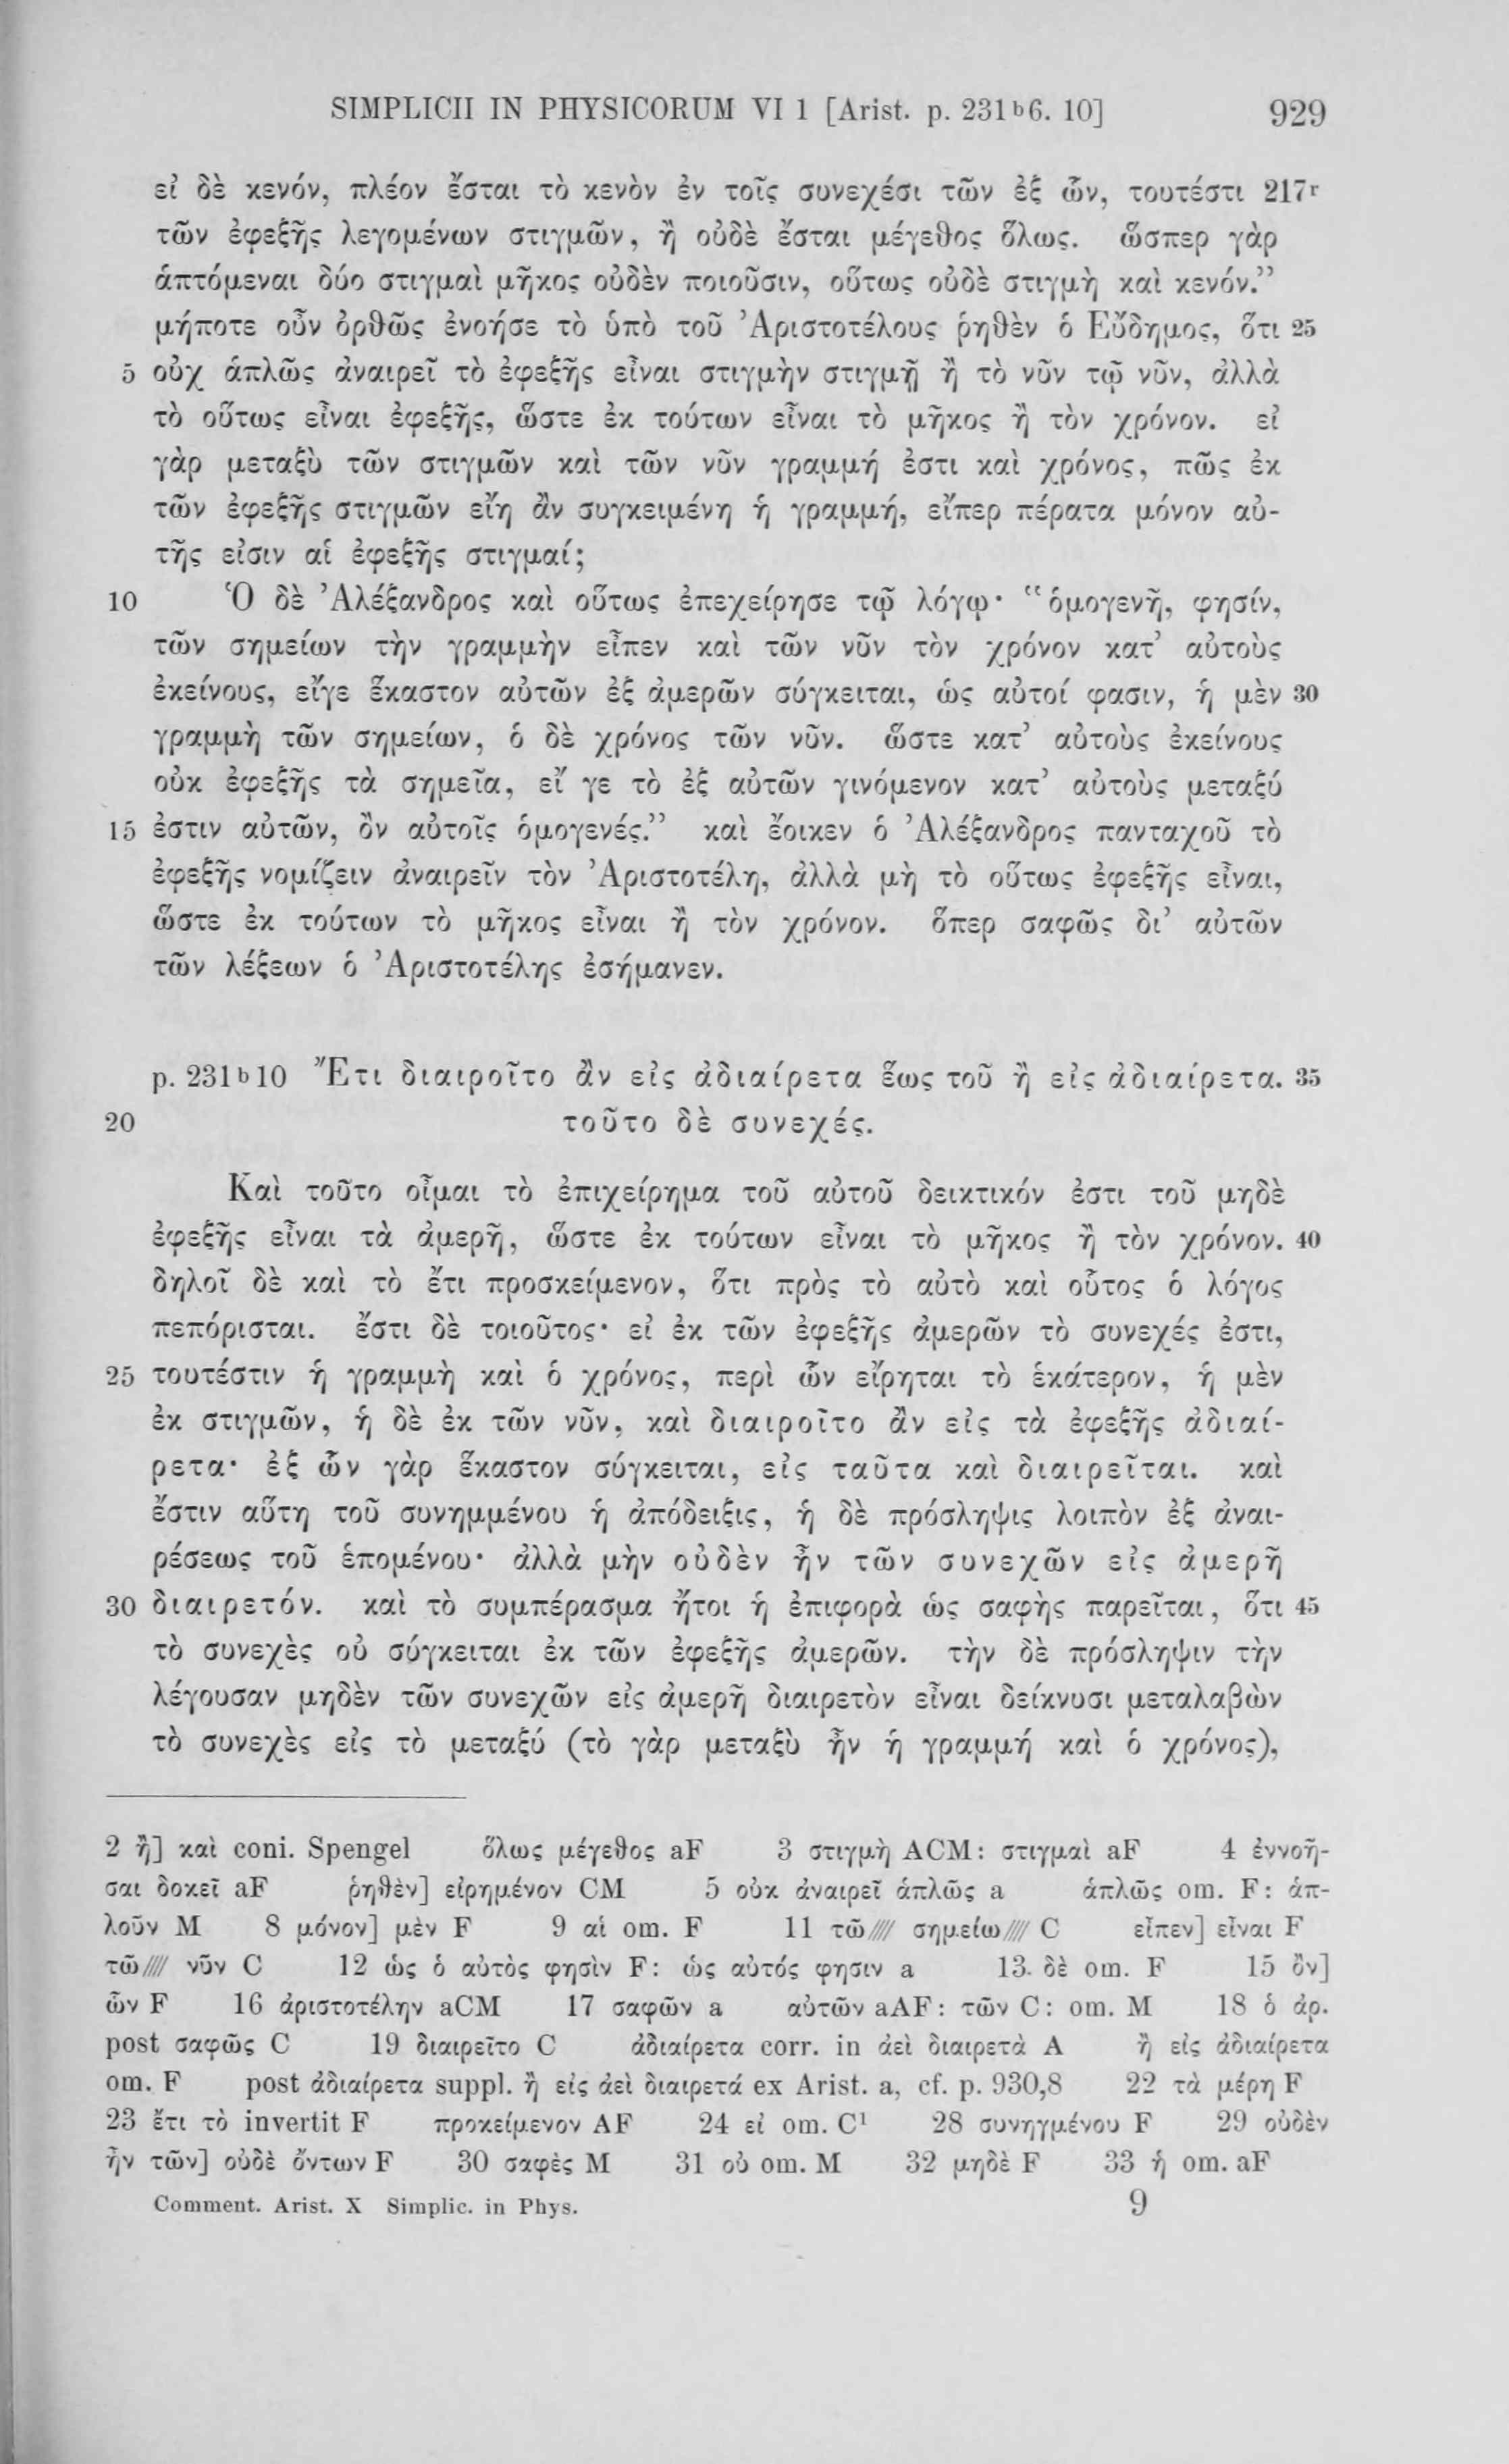 SIMPLICII IN PHYSICORUM VI 1 [Arist. p. 231ᵇ6. 10] 929
εἰ δὲ κενόν, πλέον ἔσται τὸ κενὸν ἐν τοῖς συνεχέσι τῶν ἐξ ὧν, τουτέστι 217ʳ
τῶν ἐφεξῆς λεγομένων στιγμῶν, ἢ οὐδὲ ἔσται μέγεθος ὅλως. ὥσπερ γὰρ
ἁπτόμεναι δύο στιγμαὶ μῆκος οὐδὲν ποιοῦσιν, οὕτως οὐδὲ στιγμὴ καὶ κενόν.”
μήποτε οὖν ὀρθῶς ἐνοήσε τὸ ὑπὸ τοῦ Ἀριστοτέλους ῥηθὲν ὁ Εὔδημος, ὅτι 25
5 οὐχ ἁπλῶς ἀναιρεῖ τὸ ἐφεξῆς εἶναι στιγμὴν στιγμῇ ἢ τὸ νῦν τῷ νῦν, ἀλλὰ
τὸ οὕτως εἶναι ἐφεξῆς, ὥστε ἐκ τούτων εἶναι τὸ μῆκος ἢ τὸν χρόνον. εἰ
γὰρ μεταξὺ τῶν στιγμῶν καὶ τῶν νῦν γραμμή ἐστι καὶ χρόνος, πῶς ἐκ
τῶν ἐφεξῆς στιγμῶν εἴη ἂν συγκειμένη ἡ γραμμή, εἴπερ πέρατα μόνον αὐ-
τῆς εἰσιν αἱ ἐφεξῆς στιγμαί;
10 Ὁ δὲ Ἀλέξανδρος καὶ οὕτως ἐπεχείρησε τῷ λόγῳ· “ὁμογενῆ, φησίν,
τῶν σημείων τὴν γραμμὴν εἶπεν καὶ τῶν νῦν τὸν χρόνον κατ’ αὐτοὺς
ἐκείνους, εἴγε ἕκαστον αὐτῶν ἐξ ἀμερῶν σύγκειται, ὡς αὐτοί φασιν, ἡ μὲν 30
γραμμὴ τῶν σημείων, ὁ δὲ χρόνος τῶν νῦν. ὥστε κατ’ αὐτοὺς ἐκείνους
οὐκ ἐφεξῆς τὰ σημεῖα, εἴ γε τὸ ἐξ αὐτῶν γινόμενον κατ’ αὐτοὺς μεταξύ
15 ἐστιν αὐτῶν, ὂν αὐτοῖς ὁμογενές.” καὶ ἔοικεν ὁ Ἀλέξανδρος πανταχοῦ τὸ
ἐφεξῆς νομίζειν ἀναιρεῖν τὸν Ἀριστοτέλη, ἀλλὰ μὴ τὸ οὕτως ἐφεξῆς εἶναι,
ὥστε ἐκ τούτων τὸ μῆκος εἶναι ἢ τὸν χρόνον. ὅπερ σαφῶς δι’ αὐτῶν
τῶν λέξεων ὁ Ἀριστοτέλης ἐσήμανεν.
p. 231ᵇ10 Ἔτι διαιροῖτο ἂν εἰς ἀδιαίρετα ἕως τοῦ ἢ εἰς ἀδιαίρετα. 35
20 τοῦτο δὲ συνεχές.
Καὶ τοῦτο οἶμαι τὸ ἐπιχείρημα τοῦ αὐτοῦ δεικτικόν ἐστι τοῦ μηδὲ
ἐφεξῆς εἶναι τὰ ἀμερῆ, ὥστε ἐκ τούτων εἶναι τὸ μῆκος ἢ τὸν χρόνον. 40
δηλοῖ δὲ καὶ τὸ ἔτι προσκείμενον, ὅτι πρὸς τὸ αὐτὸ καὶ οὗτος ὁ λόγος
πεπόρισται. ἔστι δὲ τοιοῦτος· εἰ ἐκ τῶν ἐφεξῆς ἀμερῶν τὸ συνεχές ἐστι,
25 τουτέστιν ἡ γραμμὴ καὶ ὁ χρόνος, περὶ ὧν εἴρηται τὸ ἑκάτερον, ἡ μὲν
ἐκ στιγμῶν, ἡ δὲ ἐκ τῶν νῦν, καὶ διαιροῖτο ἂν εἰς τὰ ἐφεξῆς ἀδιαί-
ρετα· ἐξ ὧν γὰρ ἕκαστον σύγκειται, εἰς ταῦτα καὶ διαιρεῖται. καὶ
ἔστιν αὕτη τοῦ συνημμένου ἡ ἀπόδειξις, ἡ δὲ πρόσληψις λοιπὸν ἐξ ἀναι-
ρέσεως τοῦ ἑπομένου· ἀλλὰ μὴν οὐδὲν ἦν τῶν συνεχῶν εἰς ἀμερῆ
30 διαιρετόν. καὶ τὸ συμπέρασμα ἤτοι ἡ ἐπιφορὰ ὡς σαφὴς παρεῖται, ὅτι 45
τὸ συνεχὲς οὐ σύγκειται ἐκ τῶν ἐφεξῆς ἀμερῶν. τὴν δὲ πρόσληψιν τὴν
λέγουσαν μηδὲν τῶν συνεχῶν εἰς ἀμερῆ διαιρετὸν εἶναι δείκνυσι μεταλαβὼν
τὸ συνεχὲς εἰς τὸ μεταξύ (τὸ γὰρ μεταξὺ ἦν ἡ γραμμή καὶ ὁ χρόνος),
2 ἢ] καὶ coni. Spengel ὅλως μέγεθος aF 3 στιγμὴ ACM: στιγμαὶ aF 4 ἐννοῆ-
σαι δοκεῖ aF ῥηθὲν] εἰρημένον CM 5 οὐκ ἀναιρεῖ ἁπλῶς a ἁπλῶς om. F: ἁπ-
λοῦν M 8 μόνον] μὲν F 9 αἱ om. F 11 τῶ//// σημείω//// C εἶπεν] εἶναι F
τῶ//// νῦν C 12 ὡς ὁ αὐτὸς φησὶν F: ὡς αὐτός φησιν a 13. δὲ om. F 15 ὂν]
ὧν F 16 ἀριστοτέλην aCM 17 σαφῶν a αὐτῶν aAF: τῶν C: om. M 18 ὁ ἀρ.
post σαφῶς C 19 διαιρεῖτο C ἀδιαίρετα corr. in ἀεὶ διαιρετὰ A ἢ εἰς ἀδιαίρετα
om. F post ἀδιαίρετα suppl. ἢ εἰς ἀεὶ διαιρετά ex Arist. a, cf. p. 930,8 22 τὰ μέρη F
23 ἔτι τὸ invertit F προκείμενον AF 24 εἰ om. C¹ 28 συνηγμένου F 29 οὐδὲν
ἦν τῶν] οὐδὲ ὄντων F 30 σαφὲς M 31 οὐ om. M 32 μηδὲ F 33 ἡ om. aF
Comment. Arist. X Simplic. in Phys. 9